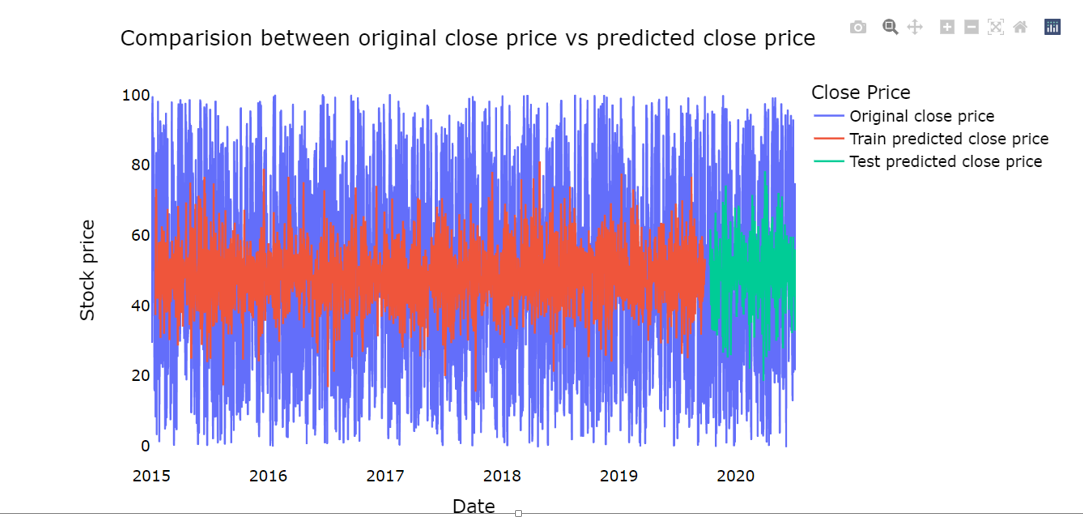 Comparision between original close price vs predicted close price
Close Price
Original close price
Train predicted close price
Test predicted close price
Stock price
100
80
60
40
20
0
2015 2016 2017 2018 2019 2020
Date